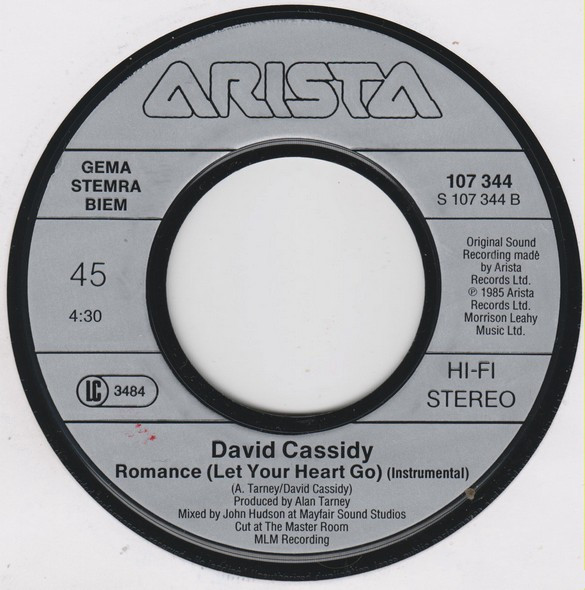 ARISTA
GEMA
STEMRA
BIEM
107 344
S 107 344 B
45
4:30
Original Sound
Recording made
by Arista
Records Ltd.
℗ 1985 Arista
Records Ltd.
Morrison Leahy
Music Ltd.
LC 3484
HI-FI
STEREO
David Cassidy
Romance (Let Your Heart Go) (Instrumental)
(A. Tarney/David Cassidy)
Produced by Alan Tarney
Mixed by John Hudson at Mayfair Sound Studios
Cut at The Master Room
MLM Recording